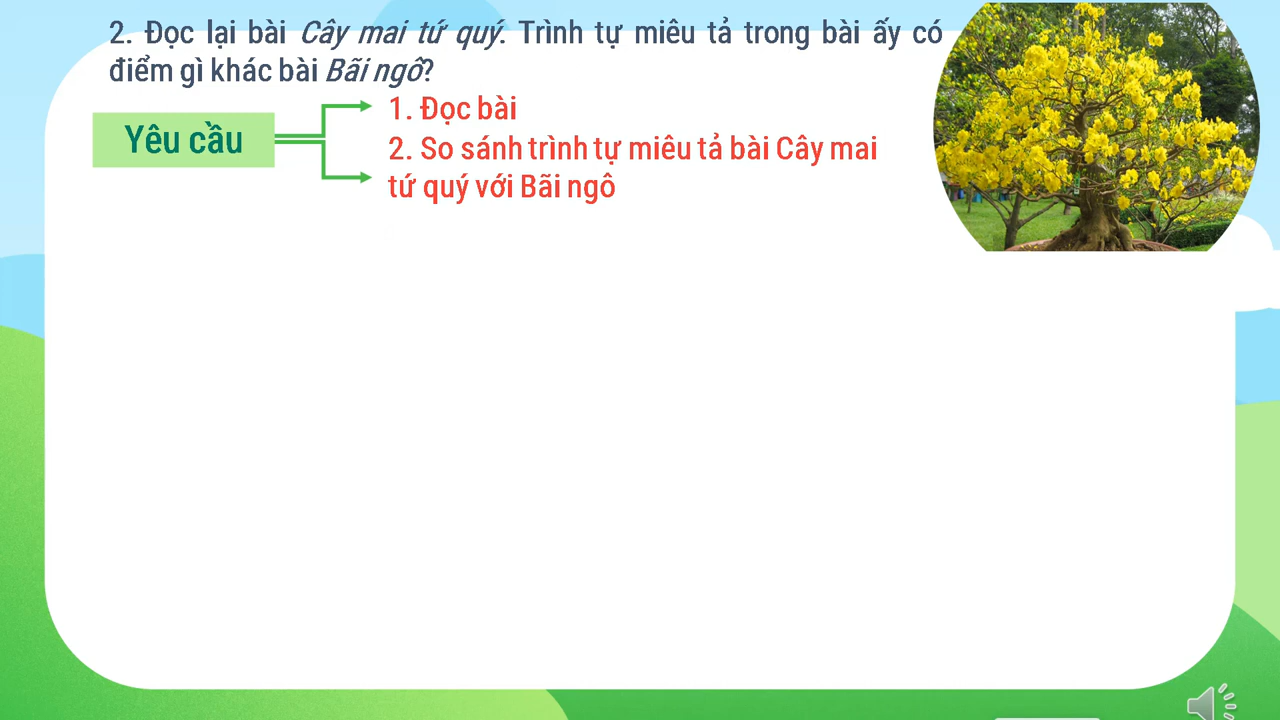 2. Đọc lại bài Cây mai tứ quý. Trình tự miêu tả trong bài ấy có
điểm gì khác bài Bãi ngô?
Yêu cầu
1. Đọc bài
2. So sánh trình tự miêu tả bài Cây mai
tứ quý với Bãi ngô